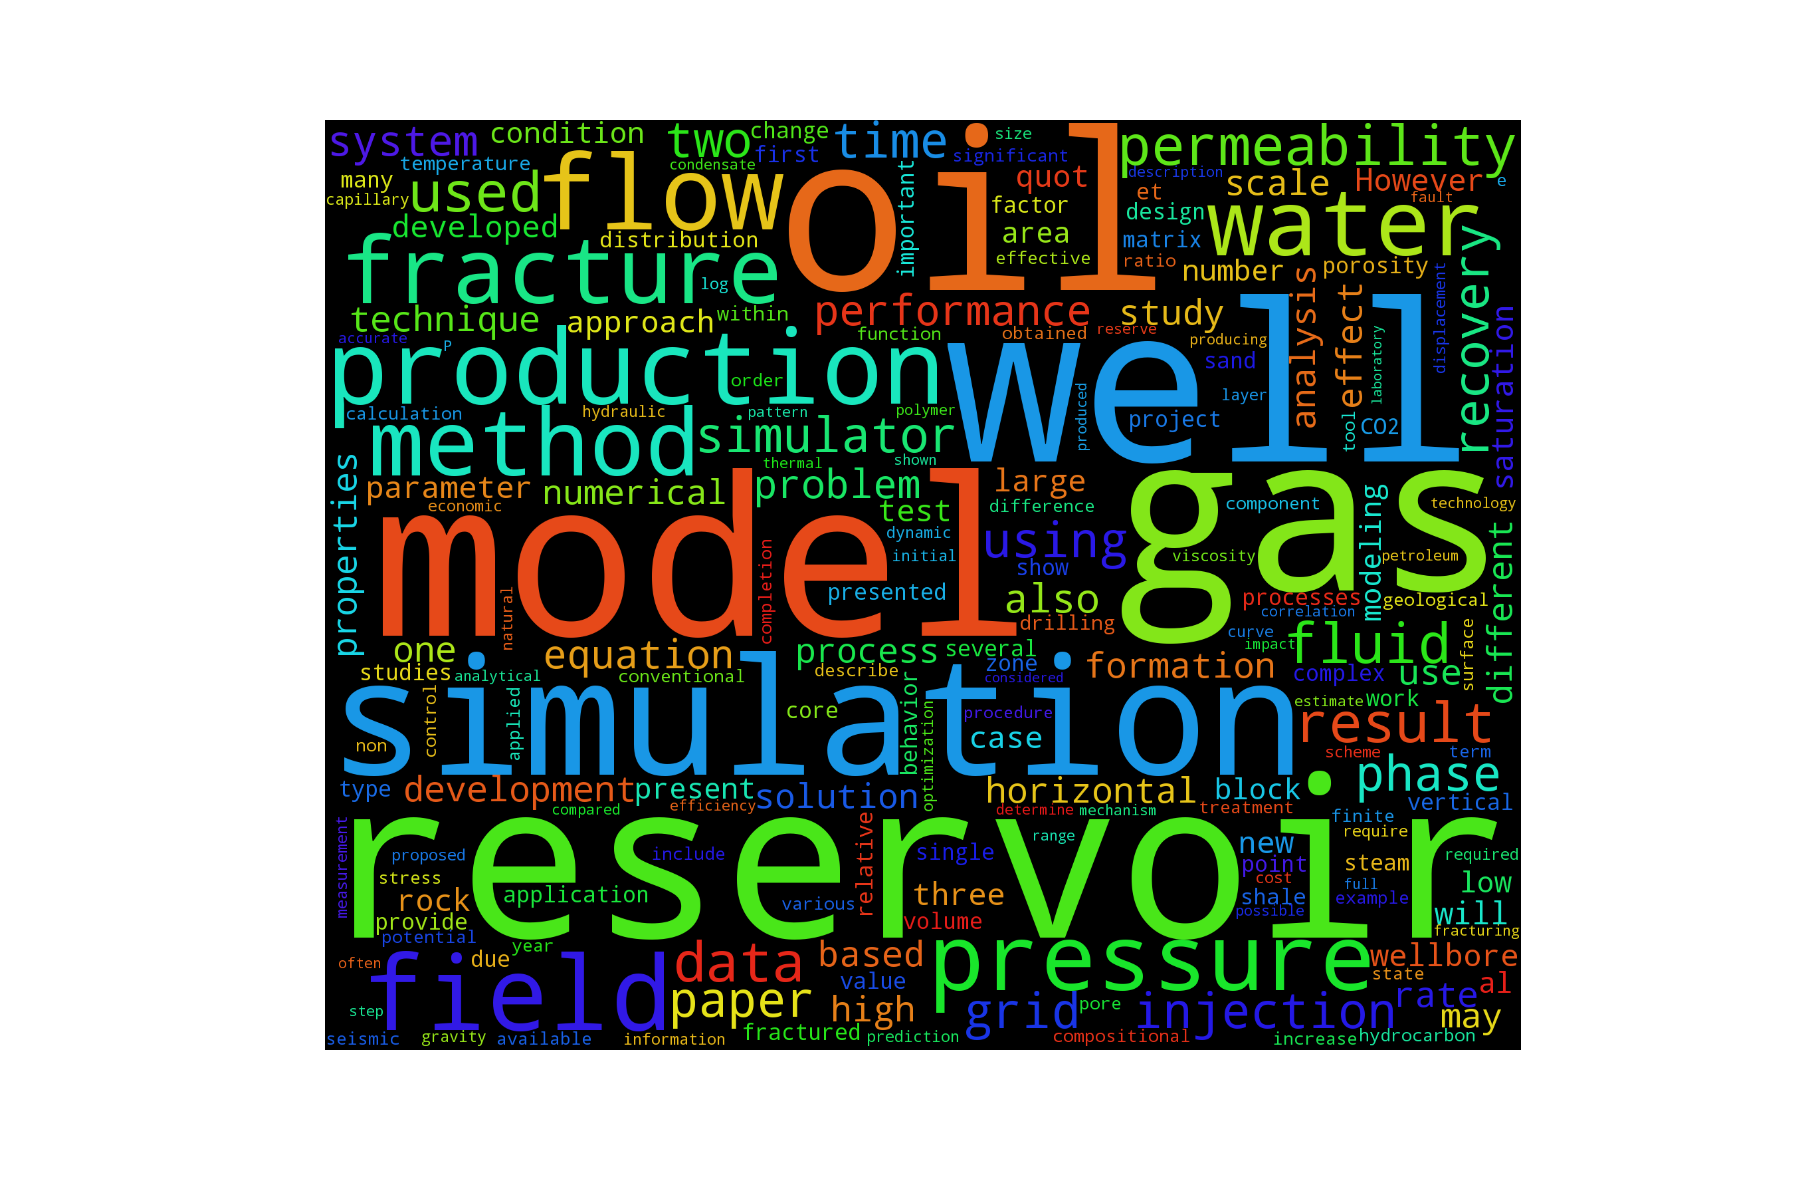 system condition two change time oil size permeability
temperature condensate first significant description
many used flow important quot et scale However e
capillary factor design fault
developed distribution area matrix water
effective ratio number porosity recovery
fracture log
technique approach within performance study analysis effect displacement saturation
accurate P function obtained reserve producing laboratory
production order well sand
calculation hydraulic pattern polymer produced project layer tool CO2
method simulator
thermal shown
properties parameter numerical problem large gas component technology
economic test difference modeling different
model dynamic using
completion initial show viscosity petroleum
natural presented also processes geological
drilling correlation
one equation process several curve impact fluid surface
studies analytical conventional describe zone considered formation complex use
simulation control applied core behavior optimization procedure estimate work
non case result
scheme term
type development present solution horizontal block phase
compared efficiency determine mechanism treatment vertical
reservoir finite
measurement proposed include relative single range new require required
stress point steam
rock application various three cost full low
provide volume shale example possible will
potential year fracturing
often field due data based pressure wellbore
value state
paper high grid pore injection rate al
step may
seismic gravity available information fractured prediction compositional increase hydrocarbon